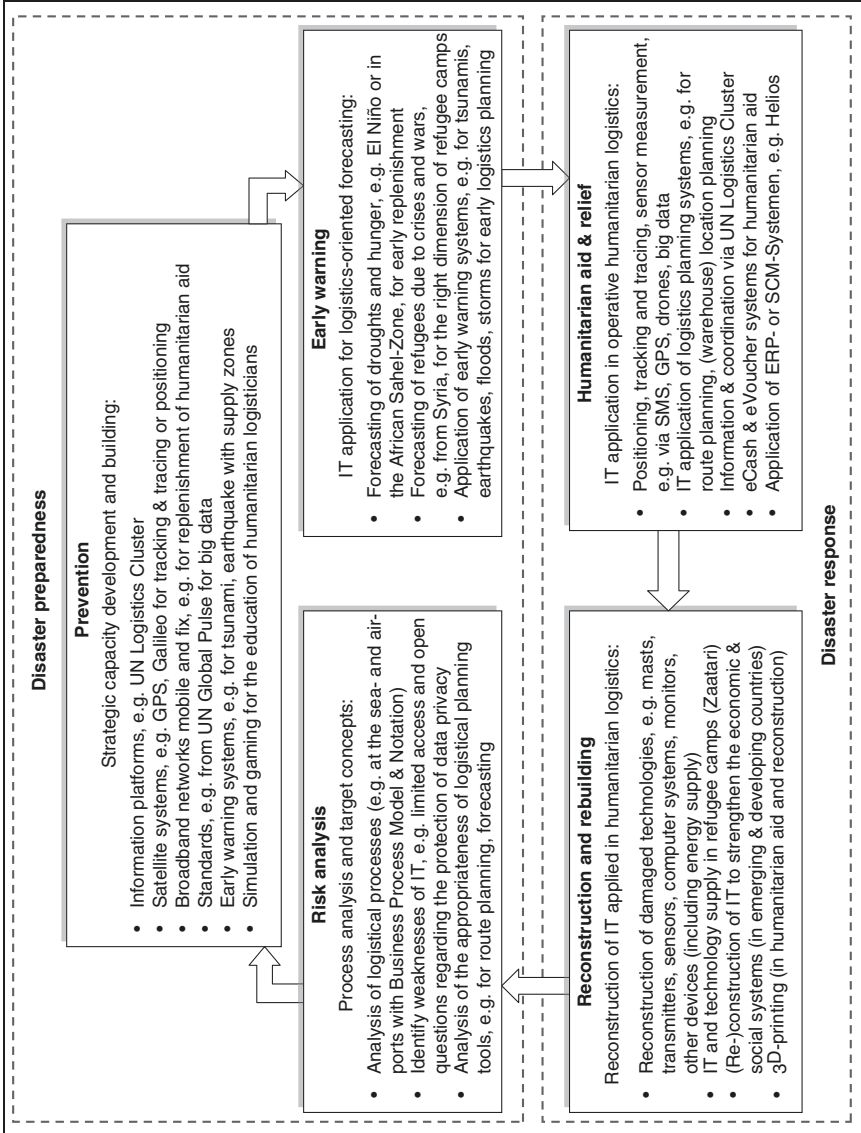 Disaster preparedness
Prevention
Strategic capacity development and building:
• Information platforms, e.g. UN Logistics Cluster
• Satellite systems, e.g. GPS, Galileo for tracking & tracing or positioning
• Broadband networks mobile and fix, e.g. for replenishment of humanitarian aid
• Standards, e.g. from UN Global Pulse for big data
• Early warning systems, e.g. for tsunami, earthquake with supply zones
• Simulation and gaming for the education of humanitarian logisticians
Risk analysis
Process analysis and target concepts:
• Analysis of logistical processes (e.g. at the sea- and air-
ports with Business Process Model & Notation)
• Identify weaknesses of IT, e.g. limited access and open
questions regarding the protection of data privacy
• Analysis of the appropriateness of logistical planning
tools, e.g. for route planning, forecasting
Early warning
IT application for logistics-oriented forecasting:
• Forecasting of droughts and hunger, e.g. El Niño or in
the African Sahel-Zone, for early replenishment
• Forecasting of refugees due to crises and wars,
e.g. from Syria, for the right dimension of refugee camps
• Application of early warning systems, e.g. for tsunamis,
earthquakes, floods, storms for early logistics planning
Reconstruction and rebuilding
Reconstruction of IT applied in humanitarian logistics:
• Reconstruction of damaged technologies, e.g. masts,
transmitters, sensors, computer systems, monitors,
other devices (including energy supply)
• IT and technology supply in refugee camps (Zaatari)
• (Re-)construction of IT to strengthen the economic &
social systems (in emerging & developing countries)
• 3D-printing (in humanitarian aid and reconstruction)
Humanitarian aid & relief
IT application in operative humanitarian logistics:
• Positioning, tracking and tracing, sensor measurement,
e.g. via SMS, GPS, drones, big data
• IT application of logistics planning systems, e.g. for
route planning, (warehouse) location planning
• Information & coordination via UN Logistics Cluster
• eCash & eVoucher systems for humanitarian aid
• Application of ERP- or SCM-Systemen, e.g. Helios
Disaster response